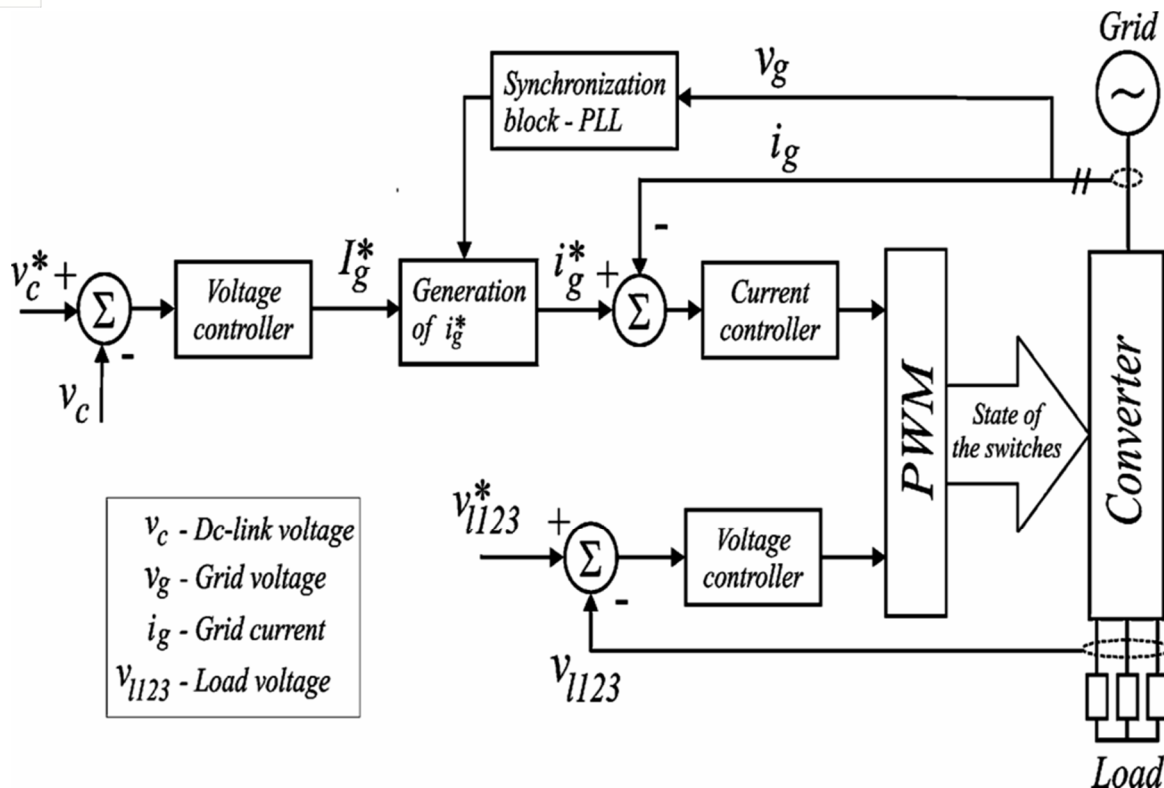 Grid
~
Synchronization
block - PLL
v_g
i_g
//
-
v_c^* +
Σ
-
v_c
Voltage
controller
I_g^*
Generation
of i_g^*
i_g^* +
Σ
Current
controller
PWM
State of
the switches
Converter
v_l123^*
+
Σ
-
Voltage
controller
v_l123
Load
v_c - Dc-link voltage
v_g - Grid voltage
i_g - Grid current
v_l123 - Load voltage